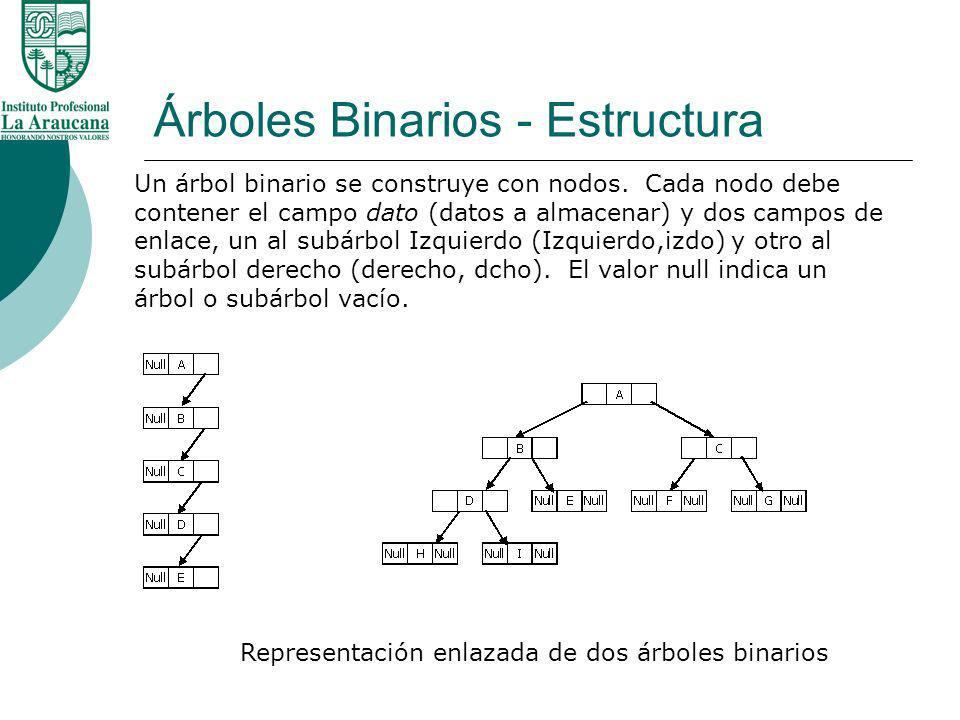 Instituto Profesional
La Araucana
HONORANDO NUESTROS VALORES
Árboles Binarios - Estructura
Un árbol binario se construye con nodos. Cada nodo debe
contener el campo dato (datos a almacenar) y dos campos de
enlace, un al subárbol Izquierdo (Izquierdo,izdo) y otro al
subárbol derecho (derecho, dcho). El valor null indica un
árbol o subárbol vacío.
Null A
Null B
Null C
Null D
Null E
A
B C
D Null E Null Null F Null Null G Null
Null H Null Null I Null
Representación enlazada de dos árboles binarios